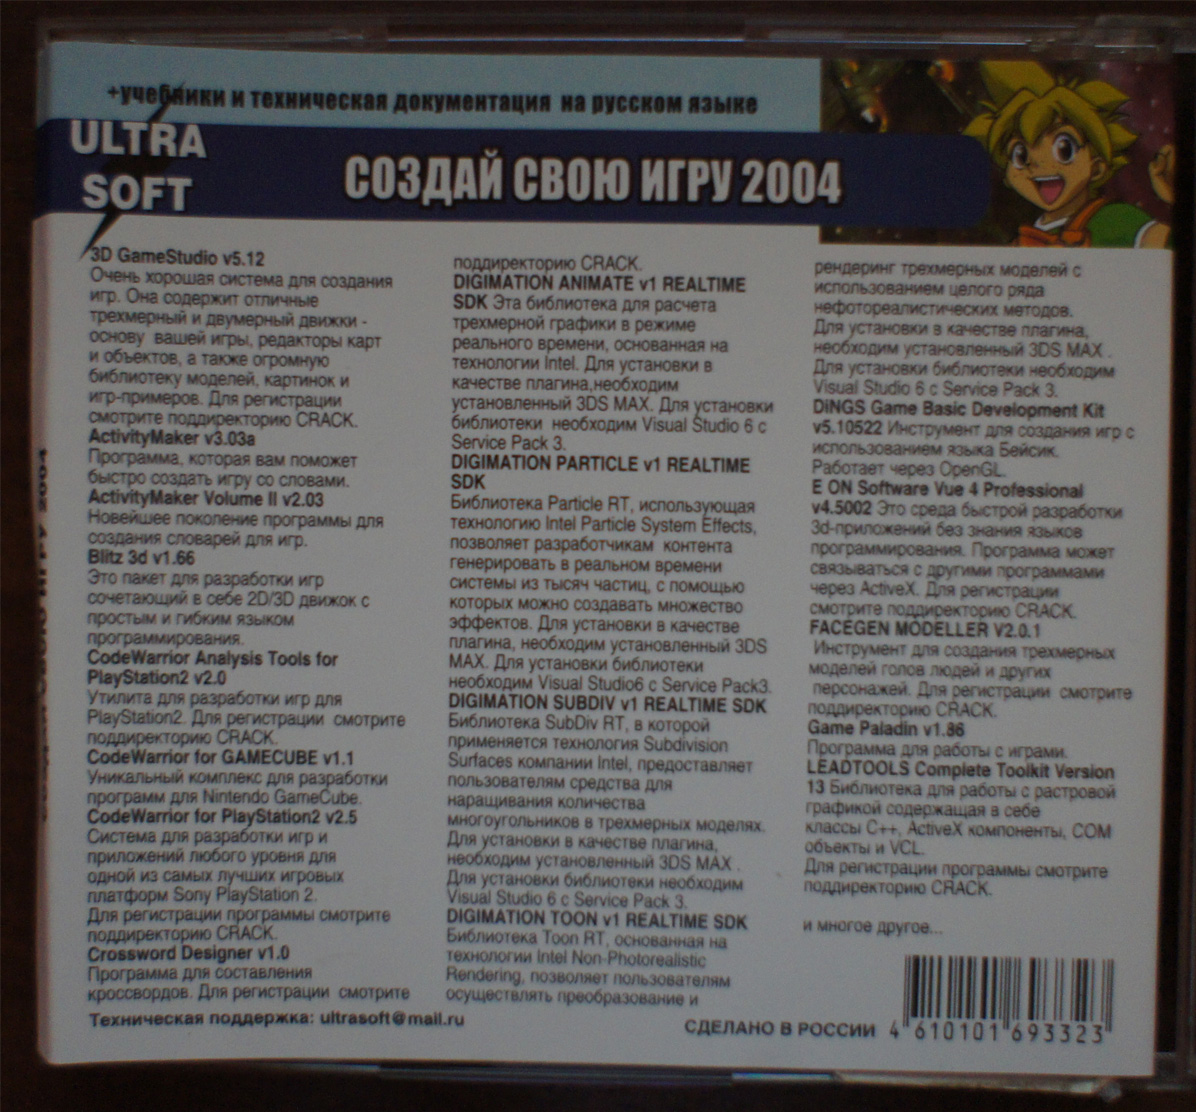 +учебники и техническая документация на русском языке
ULTRA
SOFT
СОЗДАЙ СВОЮ ИГРУ 2004
3D GameStudio v5.12
Очень хорошая система для создания
игр. Она содержит отличные
трехмерный и двумерный движки -
основу вашей игры, редакторы карт
и объектов, а также огромную
библиотеку моделей, картинок и
игр-примеров. Для регистрации
смотрите поддиректорию CRACK.
ActivityMaker v3.03a
Программа, которая вам поможет
быстро создать игру со словами.
ActivityMaker Volume II v2.03
Новейшее поколение программы для
создания словарей для игр.
Blitz 3d v1.66
Это пакет для разработки игр
сочетающий в себе 2D/3D движок с
простым и гибким языком
программирования.
CodeWarrior Analysis Tools for
PlayStation2 v2.0
Утилита для разработки игр для
PlayStation2. Для регистрации смотрите
поддиректорию CRACK.
CodeWarrior for GAMECUBE v1.1
Уникальный комплекс для разработки
программ для Nintendo GameCube.
CodeWarrior for PlayStation2 v2.5
Система для разработки игр и
приложений любого уровня для
одной из самых лучших игровых
платформ Sony PlayStation 2.
Для регистрации программы смотрите
поддиректорию CRACK.
Crossword Designer v1.0
Программа для составления
кроссвордов. Для регистрации смотрите
поддиректорию CRACK.
DIGIMATION ANIMATE v1 REALTIME
SDK Эта библиотека для расчета
трехмерной графики в режиме
реального времени, основанная на
технологии Intel. Для установки в
качестве плагина,необходим
установленный 3DS MAX. Для установки
библиотеки необходим Visual Studio 6 с
Service Pack 3.
DIGIMATION PARTICLE v1 REALTIME
SDK
Библиотека Particle RT, использующая
технологию Intel Particle System Effects,
позволяет разработчикам контента
генерировать в реальном времени
системы из тысяч частиц, с помощью
которых можно создавать множество
эффектов. Для установки в качестве
плагина, необходим установленный 3DS
MAX. Для установки библиотеки
необходим Visual Studio6 с Service Pack3.
DIGIMATION SUBDIV v1 REALTIME SDK
Библиотека SubDiv RT, в которой
применяется технология Subdivision
Surfaces компании Intel, предоставляет
пользователям средства для
наращивания количества
многоугольников в трехмерных моделях.
Для установки в качестве плагина,
необходим установленный 3DS MAX .
Для установки библиотеки необходим
Visual Studio 6 с Service Pack 3.
DIGIMATION TOON v1 REALTIME SDK
Библиотека Toon RT, основанная на
технологии Intel Non-Photorealistic
Rendering, позволяет пользователям
осуществлять преобразование и
рендеринг трехмерных моделей с
использованием целого ряда
нефотореалистических методов.
Для установки в качестве плагина,
необходим установленный 3DS MAX .
Для установки библиотеки необходим
Visual Studio 6 с Service Pack 3.
DiNGS Game Basic Development Kit
v5.10522 Инструмент для создания игр с
использованием языка Бейсик.
Работает через OpenGL.
E ON Software Vue 4 Professional
v4.5002 Это среда быстрой разработки
3d-приложений без знания языков
программирования. Программа может
связываться с другими программами
через ActiveX. Для регистрации
смотрите поддиректорию CRACK.
FACEGEN MODELLER V2.0.1
Инструмент для создания трехмерных
моделей голов людей и других
персонажей. Для регистрации смотрите
поддиректорию CRACK.
Game Paladin v1.86
Программа для работы с играми.
LEADTOOLS Complete Toolkit Version
13 Библиотека для работы с растровой
графикой содержащая в себе
классы C++, ActiveX компоненты, COM
объекты и VCL.
Для регистрации программы смотрите
поддиректорию CRACK.
и многое другое...
Техническая поддержка: ultrasoft@mail.ru
СДЕЛАНО В РОССИИ
4 610101 693323